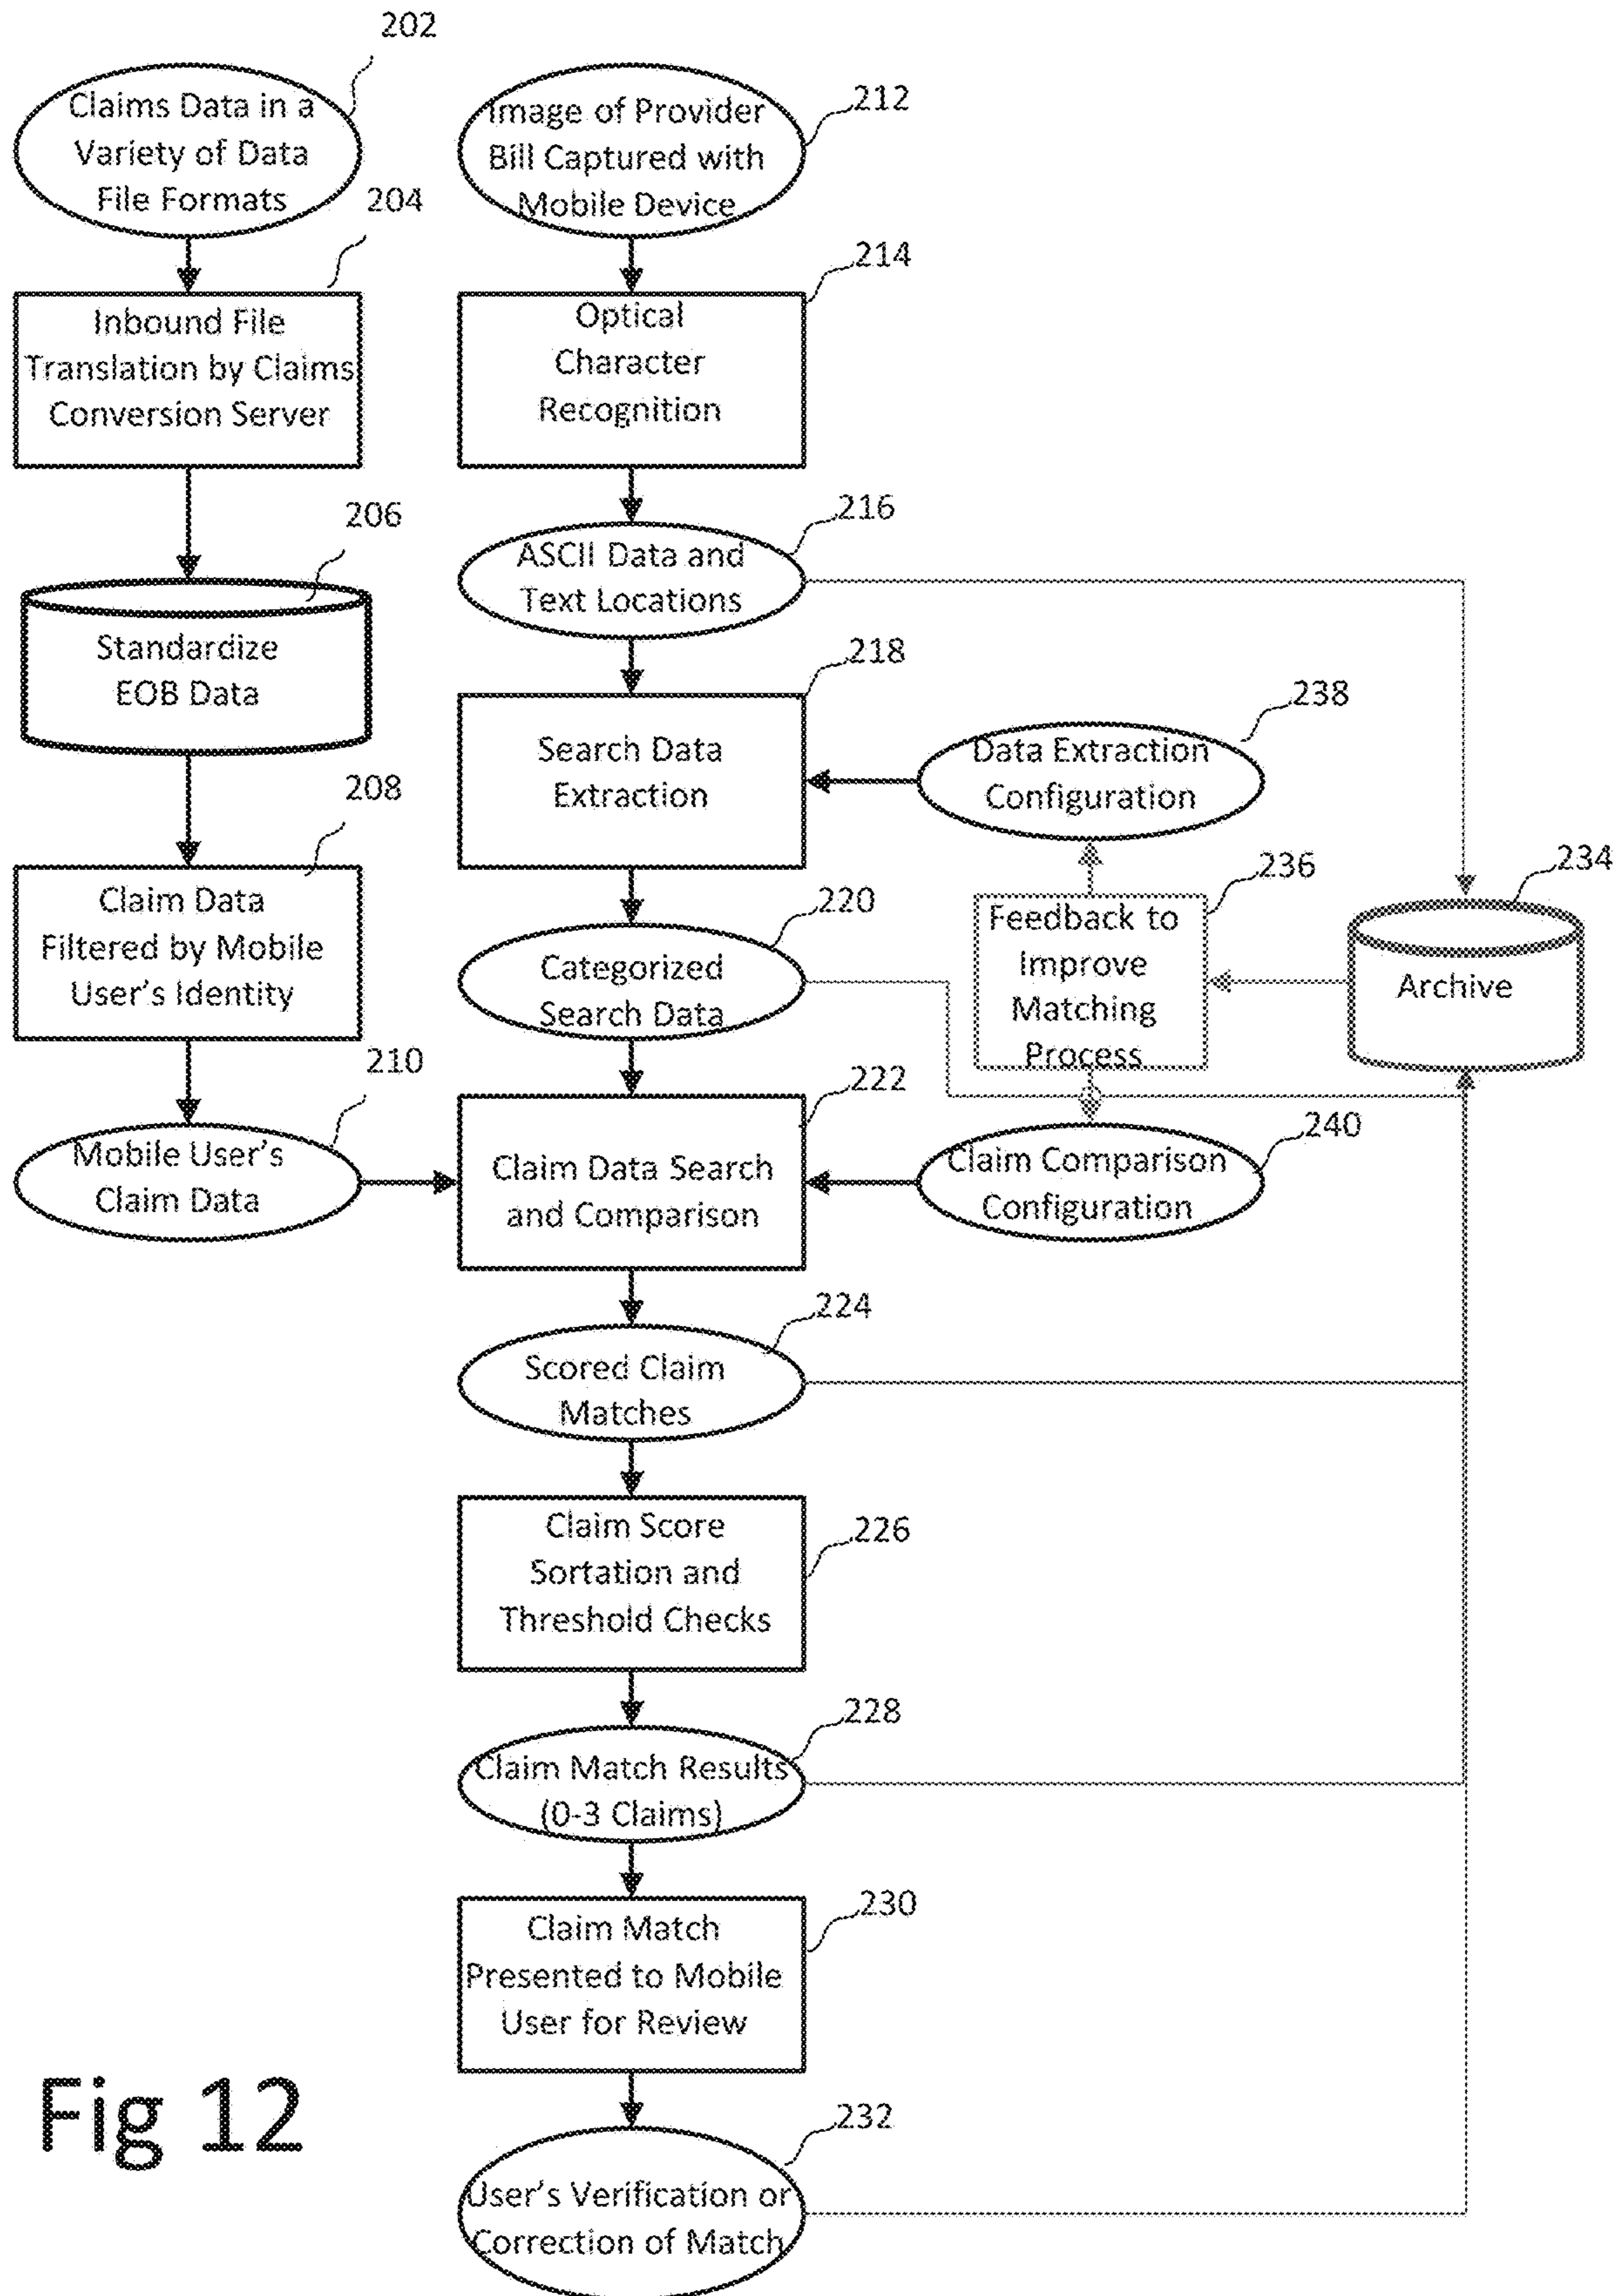 202
Claims Data in a
Variety of Data
File Formats
204
Inbound File
Translation by Claims
Conversion Server
206
Standardize
EOB Data
208
Claim Data
Filtered by Mobile
User's Identity
210
Mobile User's
Claim Data
212
Image of Provider
Bill Captured with
Mobile Device
214
Optical
Character
Recognition
216
ASCII Data and
Text Locations
218
Search Data
Extraction
220
Categorized
Search Data
222
Claim Data Search
and Comparison
224
Scored Claim
Matches
226
Claim Score
Sortation and
Threshold Checks
228
Claim Match Results
(0-3 Claims)
230
Claim Match
Presented to Mobile
User for Review
232
User's Verification or
Correction of Match
238
Data Extraction
Configuration
236
Feedback to
Improve
Matching
Process
234
Archive
240
Claim Comparison
Configuration
Fig 12